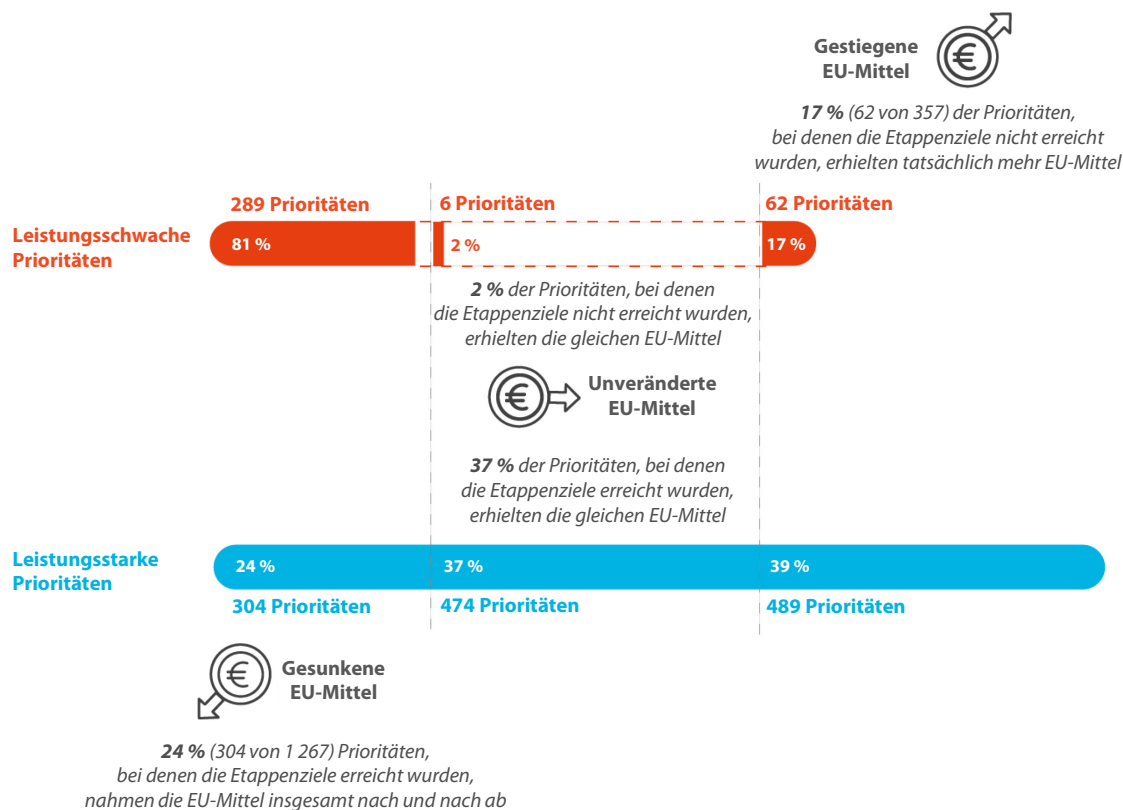 Gestiegene
EU-Mittel
17 % (62 von 357) der Prioritäten,
bei denen die Etappenziele nicht erreicht
wurden, erhielten tatsächlich mehr EU-Mittel
289 Prioritäten
6 Prioritäten
62 Prioritäten
Leistungsschwache
Prioritäten
81 %
2 %
17 %
2 % der Prioritäten, bei denen
die Etappenziele nicht erreicht wurden,
erhielten die gleichen EU-Mittel
Unveränderte
EU-Mittel
37 % der Prioritäten, bei denen
die Etappenziele erreicht wurden,
erhielten die gleichen EU-Mittel
Leistungsstarke
Prioritäten
24 %
37 %
39 %
304 Prioritäten
474 Prioritäten
489 Prioritäten
Gesunkene
EU-Mittel
24 % (304 von 1 267) Prioritäten,
bei denen die Etappenziele erreicht wurden,
nahmen die EU-Mittel insgesamt nach und nach ab